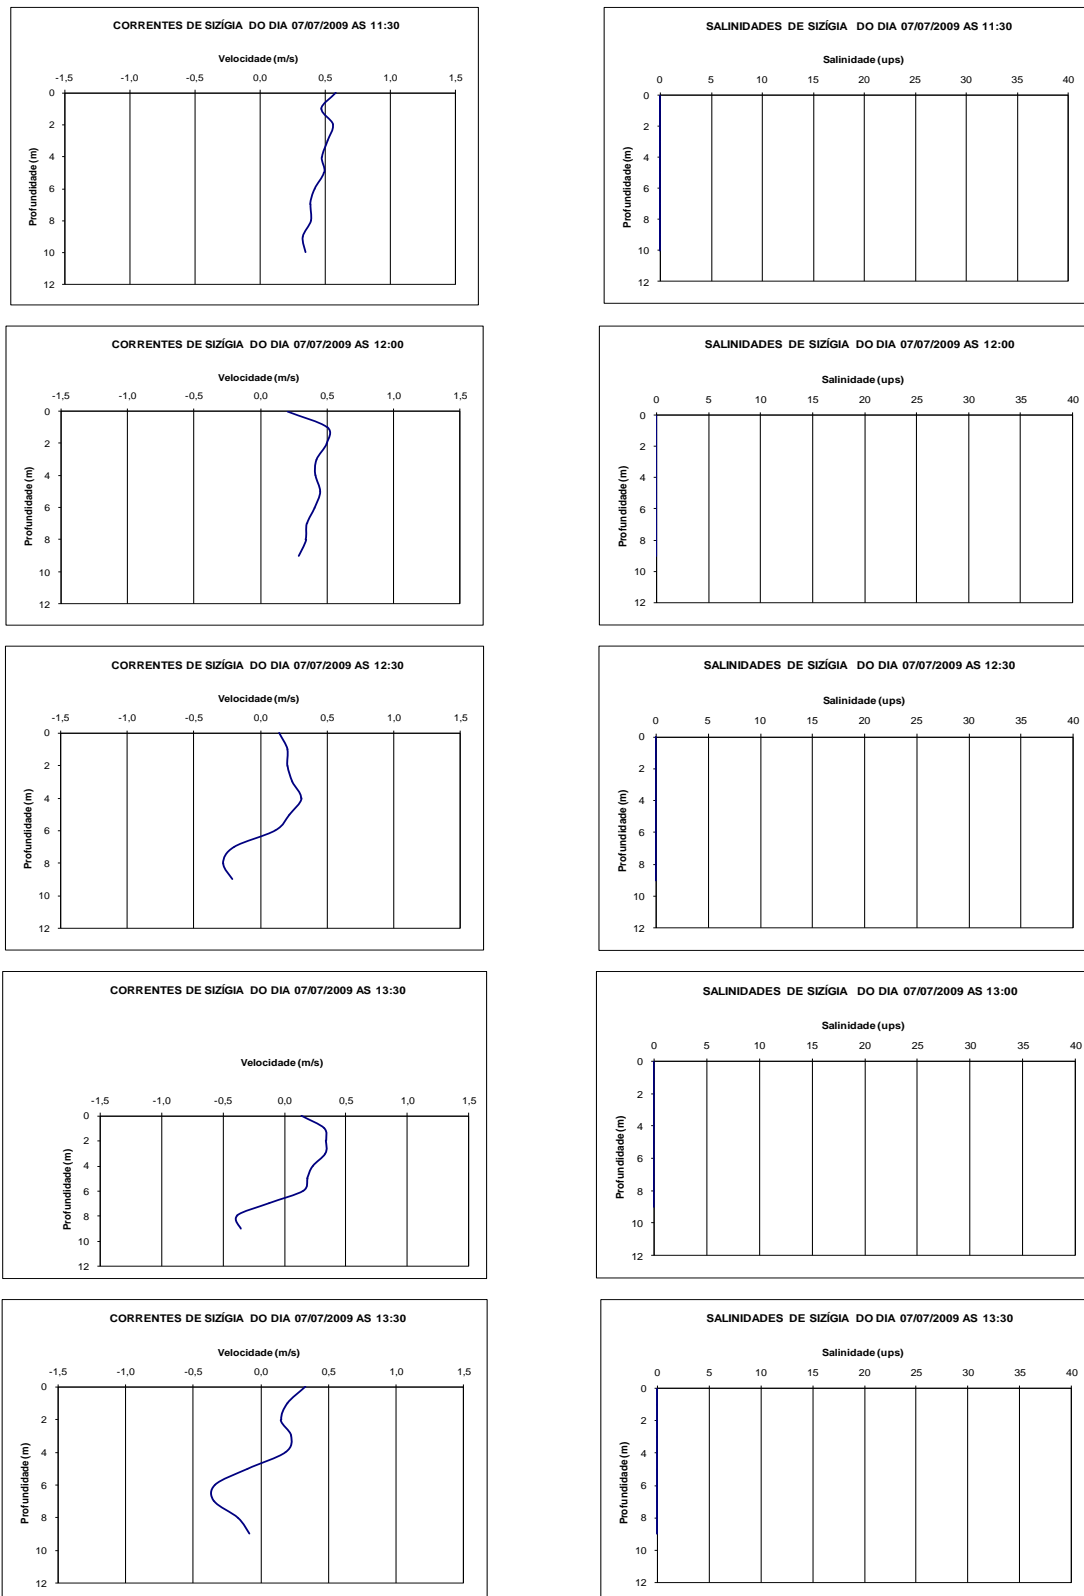 CORRENTES DE SIZÍGIA DO DIA 07/07/2009 AS 11:30
Velocidade (m/s)
-1,5 -1,0 -0,5 0,0 0,5 1,0 1,5
0
2
4
6
8
10
12
Profundidade (m)
SALINIDADES DE SIZÍGIA DO DIA 07/07/2009 AS 11:30
Salinidade (ups)
0 5 10 15 20 25 30 35 40
0
2
4
6
8
10
12
Profundidade (m)
CORRENTES DE SIZÍGIA DO DIA 07/07/2009 AS 12:00
Velocidade (m/s)
-1,5 -1,0 -0,5 0,0 0,5 1,0 1,5
0
2
4
6
8
10
12
Profundidade (m)
SALINIDADES DE SIZÍGIA DO DIA 07/07/2009 AS 12:00
Salinidade (ups)
0 5 10 15 20 25 30 35 40
0
2
4
6
8
10
12
Profundidade (m)
CORRENTES DE SIZÍGIA DO DIA 07/07/2009 AS 12:30
Velocidade (m/s)
-1,5 -1,0 -0,5 0,0 0,5 1,0 1,5
0
2
4
6
8
10
12
Profundidade (m)
SALINIDADES DE SIZÍGIA DO DIA 07/07/2009 AS 12:30
Salinidade (ups)
0 5 10 15 20 25 30 35 40
0
2
4
6
8
10
12
Profundidade (m)
CORRENTES DE SIZÍGIA DO DIA 07/07/2009 AS 13:30
Velocidade (m/s)
-1,5 -1,0 -0,5 0,0 0,5 1,0 1,5
0
2
4
6
8
10
12
Profundidade (m)
SALINIDADES DE SIZÍGIA DO DIA 07/07/2009 AS 13:00
Salinidade (ups)
0 5 10 15 20 25 30 35 40
0
2
4
6
8
10
12
Profundidade (m)
CORRENTES DE SIZÍGIA DO DIA 07/07/2009 AS 13:30
Velocidade (m/s)
-1,5 -1,0 -0,5 0,0 0,5 1,0 1,5
0
2
4
6
8
10
12
Profundidade (m)
SALINIDADES DE SIZÍGIA DO DIA 07/07/2009 AS 13:30
Salinidade (ups)
0 5 10 15 20 25 30 35 40
0
2
4
6
8
10
12
Profundidade (m)